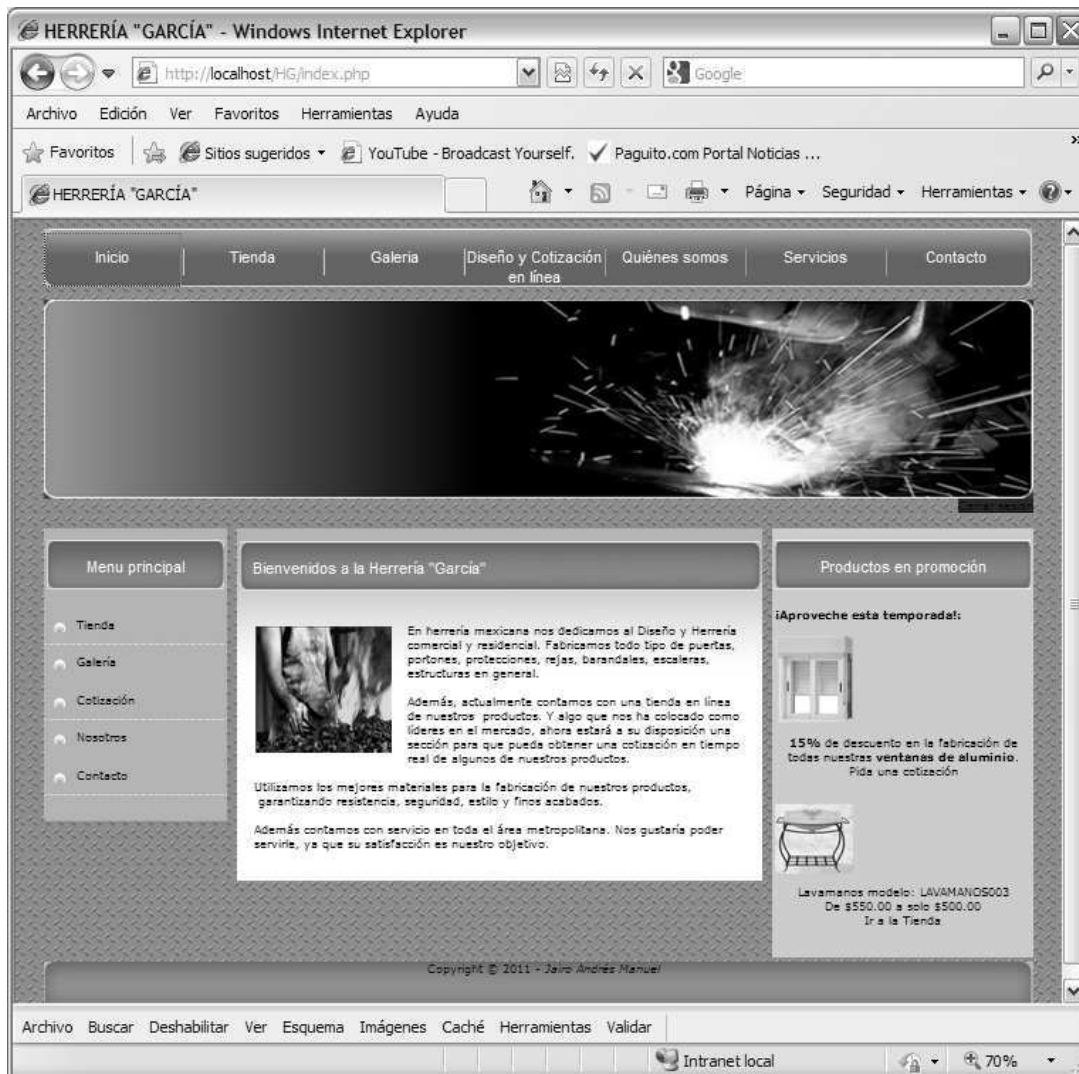 HERRERÍA "GARCÍA" - Windows Internet Explorer
http://localhost/HG/index.php
Google
Archivo Edición Ver Favoritos Herramientas Ayuda
Favoritos Sitios sugeridos YouTube - Broadcast Yourself. Paguito.com Portal Noticias ...
HERRERÍA "GARCÍA"
Página Seguridad Herramientas
Inicio Tienda Galeria Diseño y Cotización en línea Quiénes somos Servicios Contacto
Menu principal
Tienda
Galería
Cotización
Nosotros
Contacto
Bienvenidos a la Herrería "García"
En herrería mexicana nos dedicamos al Diseño y Herrería
comercial y residencial. Fabricamos todo tipo de puertas,
portones, protecciones, rejas, barandales, escaleras,
estructuras en general.
Además, actualmente contamos con una tienda en línea
de nuestros productos. Y algo que nos ha colocado como
líderes en el mercado, ahora estará a su disposición una
sección para que pueda obtener una cotización en tiempo
real de algunos de nuestros productos.
Utilizamos los mejores materiales para la fabricación de nuestros productos,
garantizando resistencia, seguridad, estilo y finos acabados.
Además contamos con servicio en toda el área metropolitana. Nos gustaría poder
servirle, ya que su satisfacción es nuestro objetivo.
Productos en promoción
¡Aproveche esta temporada!:
15% de descuento en la fabricación de
todas nuestras ventanas de aluminio.
Pida una cotización
Lavamanos modelo: LAVAMANOS003
De $550.00 a solo $500.00
Ir a la Tienda
Copyright © 2011 - Jairo Andrés Manuel
Archivo Buscar Deshabilitar Ver Esquema Imágenes Caché Herramientas Validar
Intranet local 70%